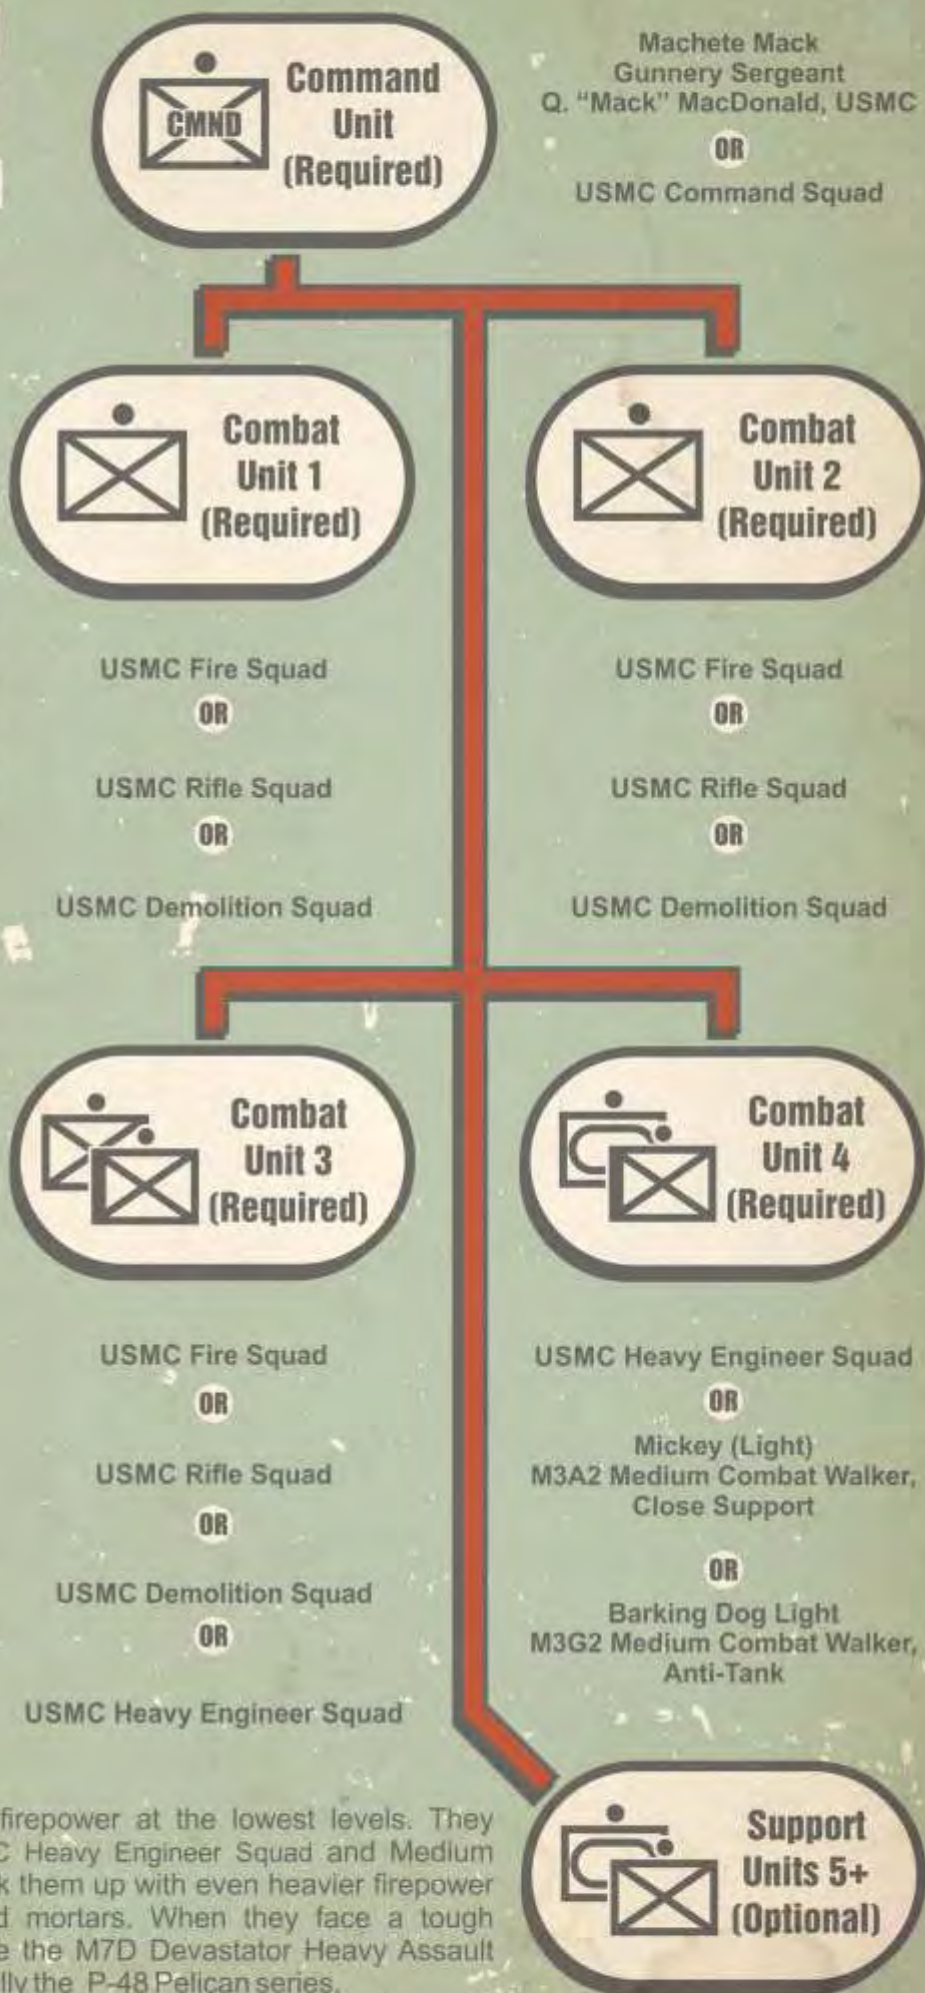 CMND
Command
Unit
(Required)
Machete Mack
Gunnery Sergeant
Q. "Mack" MacDonald, USMC
OR
USMC Command Squad
Combat
Unit 1
(Required)
USMC Fire Squad
OR
USMC Rifle Squad
OR
USMC Demolition Squad
Combat
Unit 2
(Required)
USMC Fire Squad
OR
USMC Rifle Squad
OR
USMC Demolition Squad
Combat
Unit 3
(Required)
USMC Fire Squad
OR
USMC Rifle Squad
OR
USMC Demolition Squad
OR
USMC Heavy Engineer Squad
Combat
Unit 4
(Required)
USMC Heavy Engineer Squad
OR
Mickey (Light)
M3A2 Medium Combat Walker,
Close Support
OR
Barking Dog Light
M3G2 Medium Combat Walker,
Anti-Tank
firepower at the lowest levels. They
Heavy Engineer Squad and Medium
them up with even heavier firepower
mortars. When they face a tough
the M7D Devastator Heavy Assault
the P-48 Pelican series.
Support
Units 5+
(Optional)